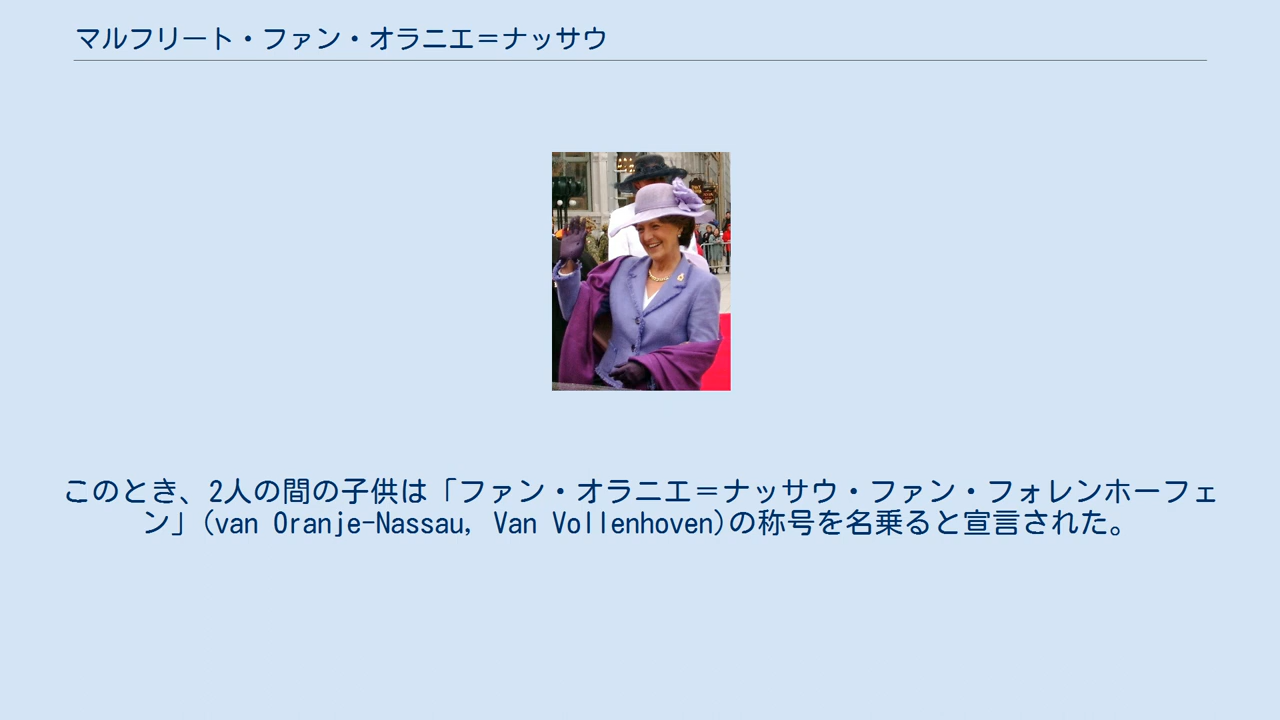 マルフリート・ファン・オラニエ＝ナッサウ
このとき、2人の間の子供は「ファン・オラニエ＝ナッサウ・ファン・フォレンホーフェ
ン」(van Oranje-Nassau, Van Vollenhoven)の称号を名乗ると宣言された。